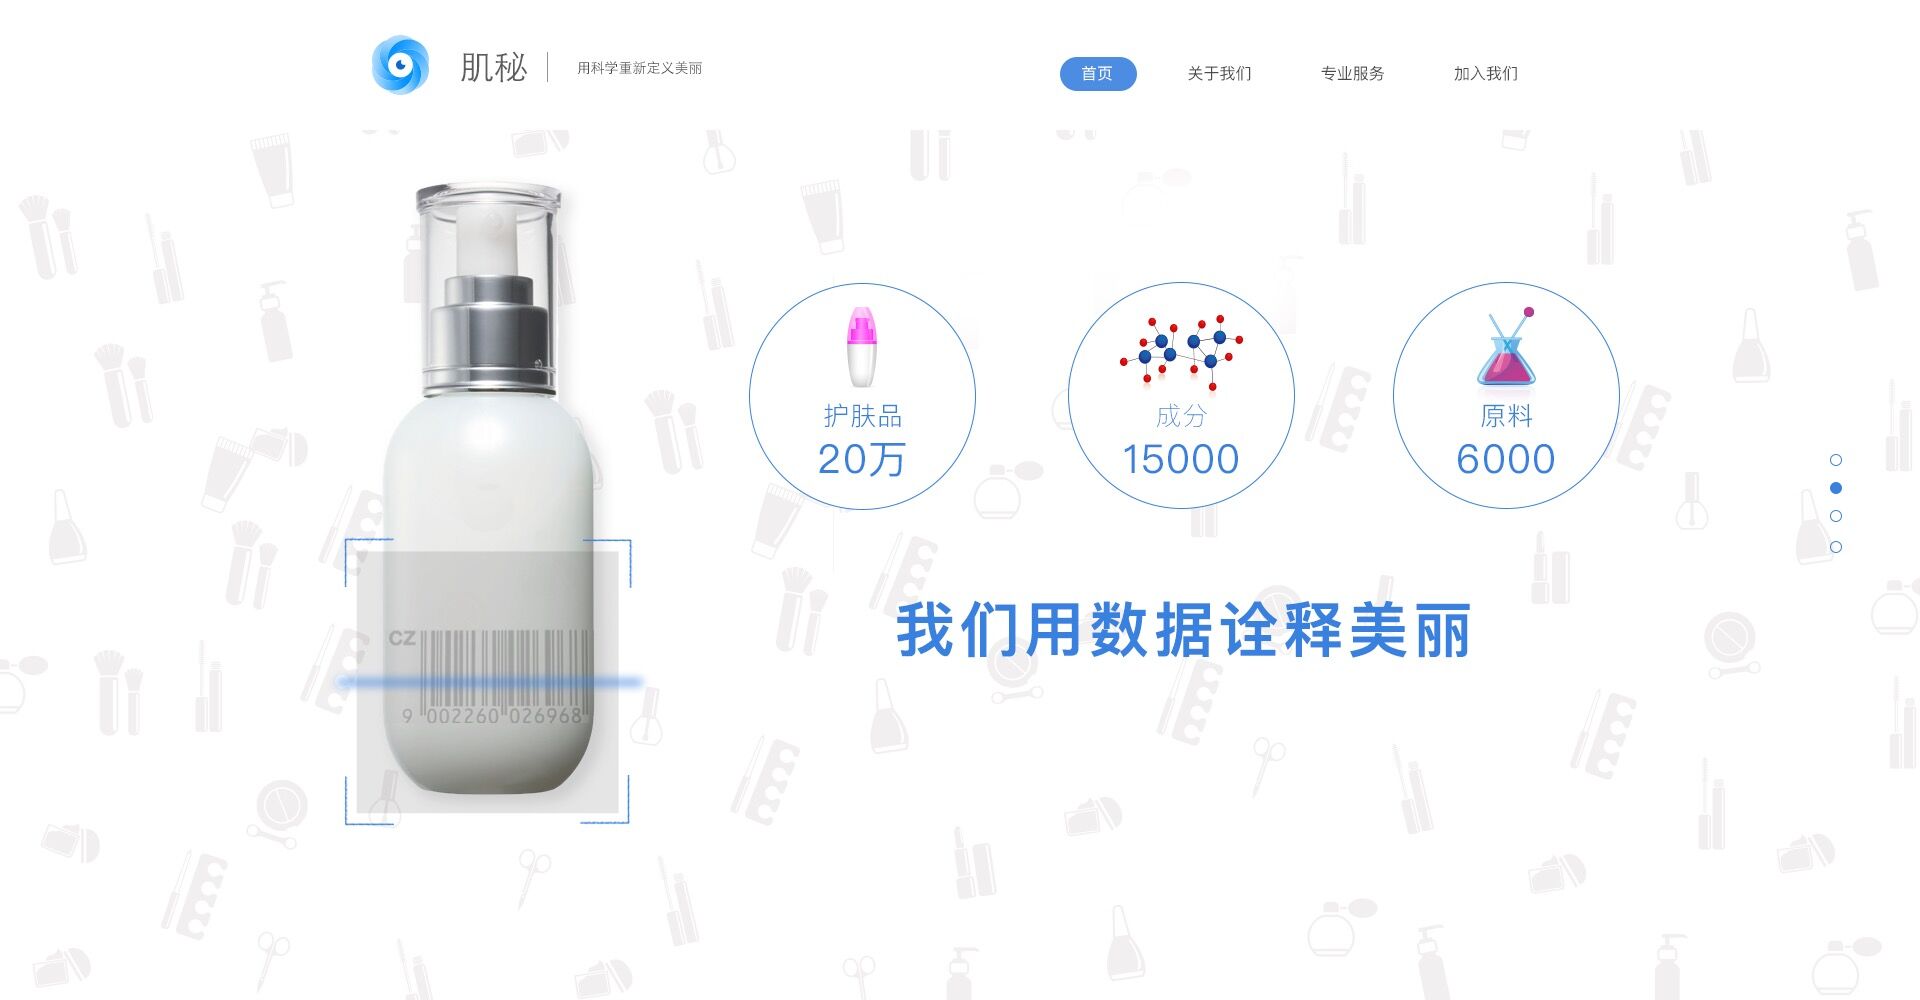 肌秘
用科学重新定义美丽
首页
关于我们
专业服务
加入我们
护肤品
20万
成分
15000
原料
6000
我们用数据诠释美丽
CZ
9 002260 026968